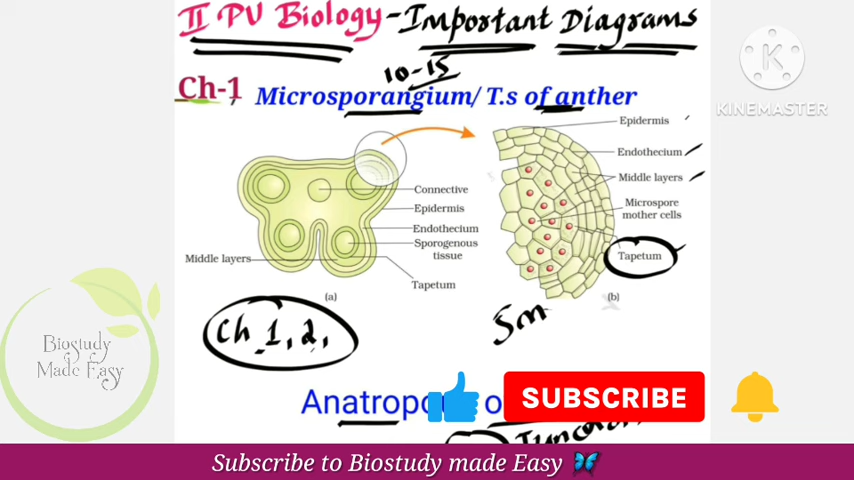 II PU Biology - Important Diagrams
10-15
Ch-1
Microsporangium/ T.s of anther
KINEMASTER
Epidermis
Endothecium
Middle layers
Microspore
mother cells
Tapetum
(b)
Connective
Epidermis
Endothecium
Sporogenous
tissue
Middle layers
Tapetum
(a)
Ch 1, 2,
5m
Biostudy
Made Easy
SUBSCRIBE
Subscribe to Biostudy made Easy 🦋